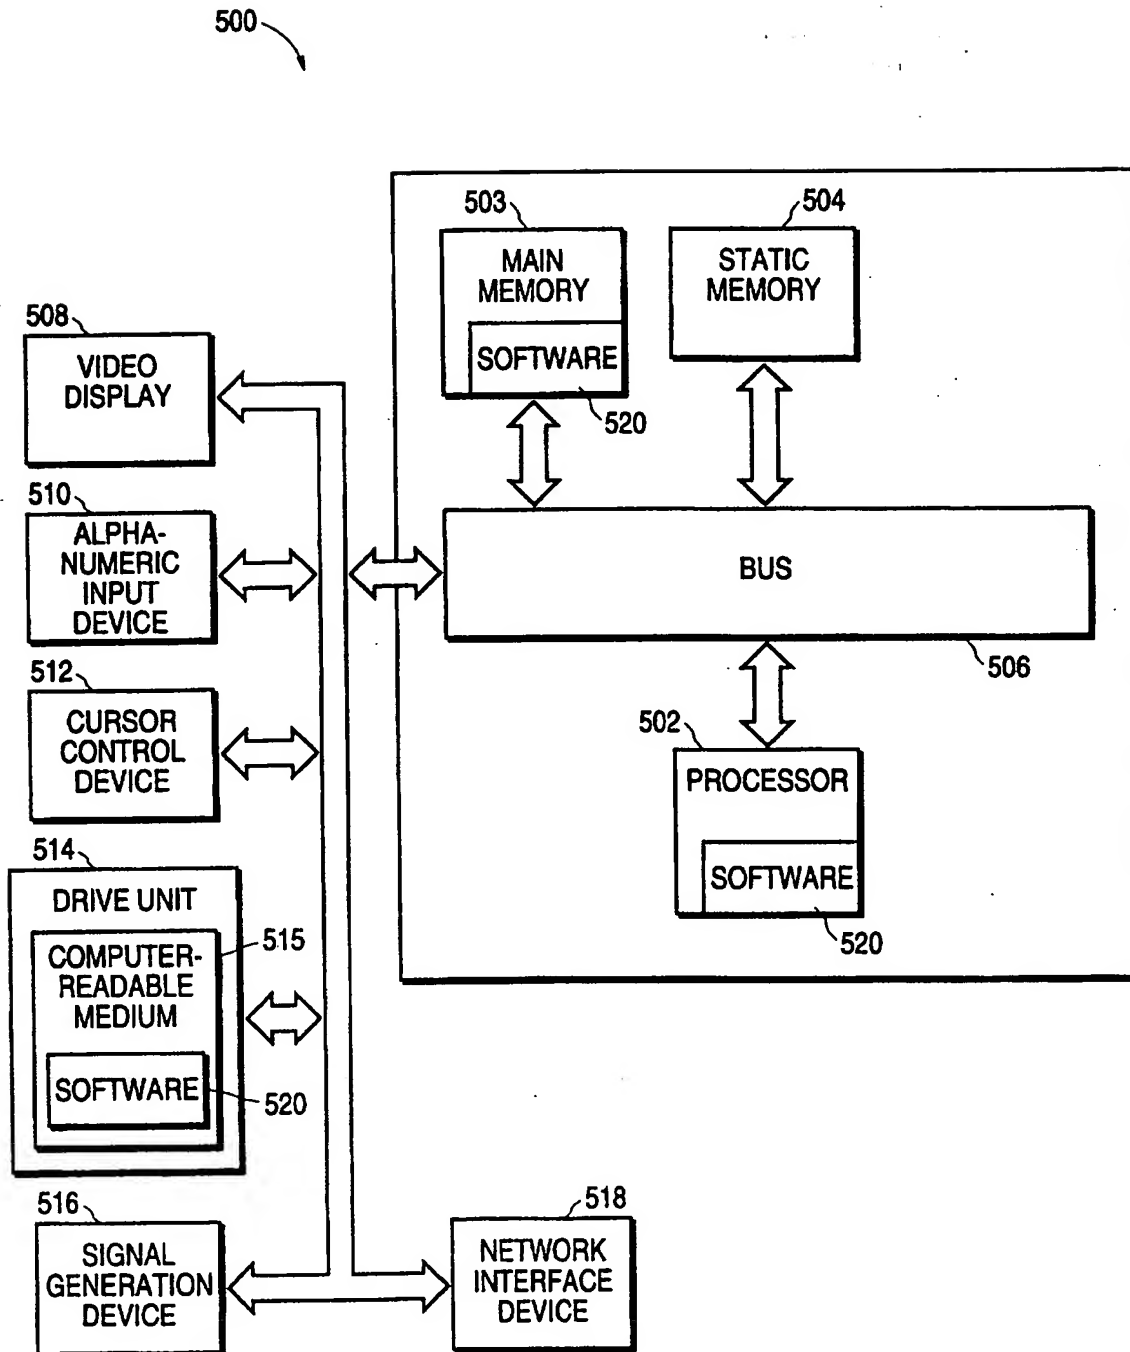 500
503
MAIN
MEMORY
SOFTWARE
520
504
STATIC
MEMORY
508
VIDEO
DISPLAY
510
ALPHA-
NUMERIC
INPUT
DEVICE
BUS
506
512
CURSOR
CONTROL
DEVICE
502
PROCESSOR
SOFTWARE
520
514
DRIVE UNIT
515
COMPUTER-
READABLE
MEDIUM
SOFTWARE
520
516
SIGNAL
GENERATION
DEVICE
518
NETWORK
INTERFACE
DEVICE